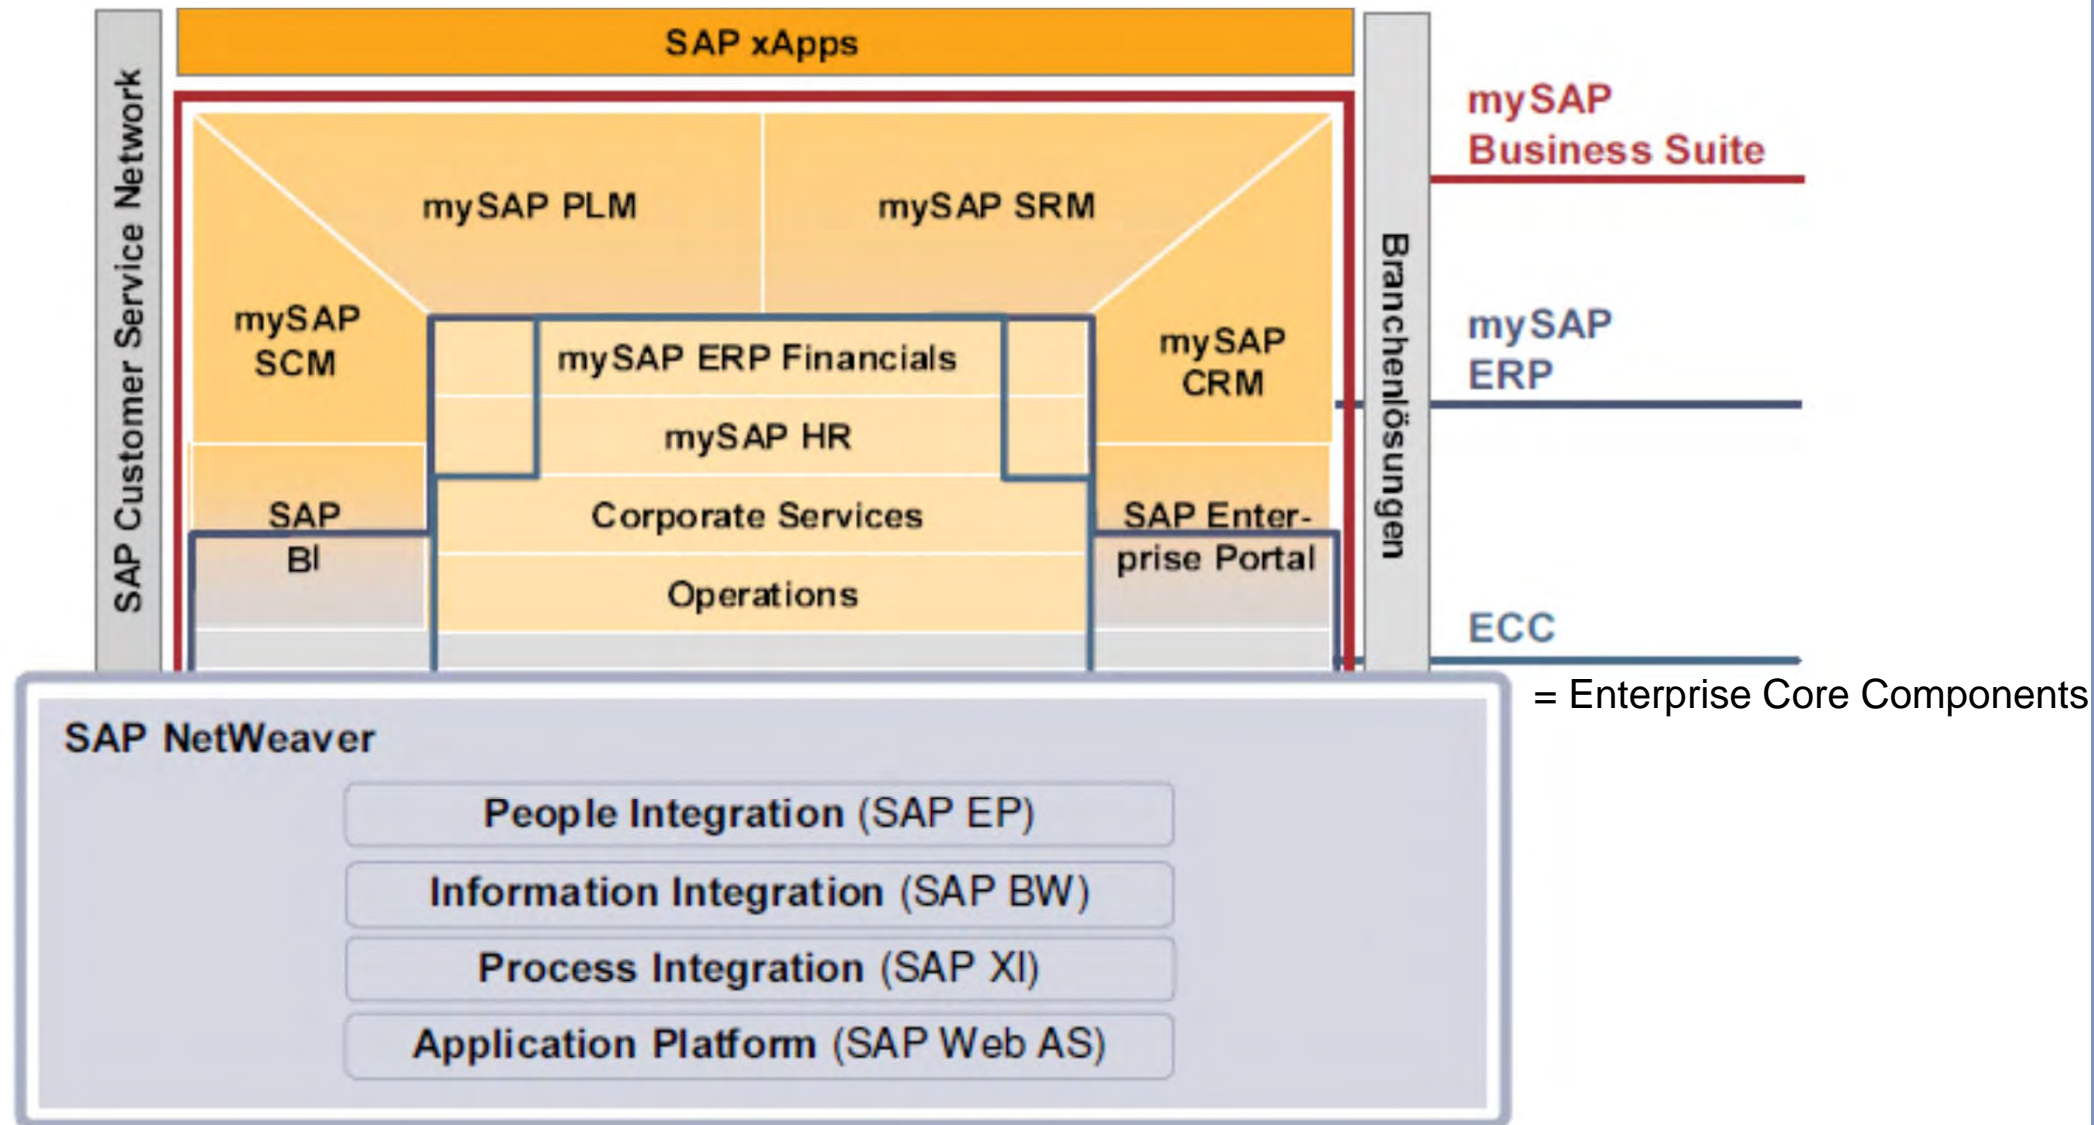 SAP xApps
SAP Customer Service Network
mySAP PLM
mySAP SRM
mySAP
SCM
mySAP
CRM
mySAP ERP Financials
mySAP HR
Corporate Services
Operations
SAP
BI
SAP Enter-
prise Portal
Branchenlösungen
mySAP
Business Suite
mySAP
ERP
ECC
= Enterprise Core Components
SAP NetWeaver
People Integration (SAP EP)
Information Integration (SAP BW)
Process Integration (SAP XI)
Application Platform (SAP Web AS)